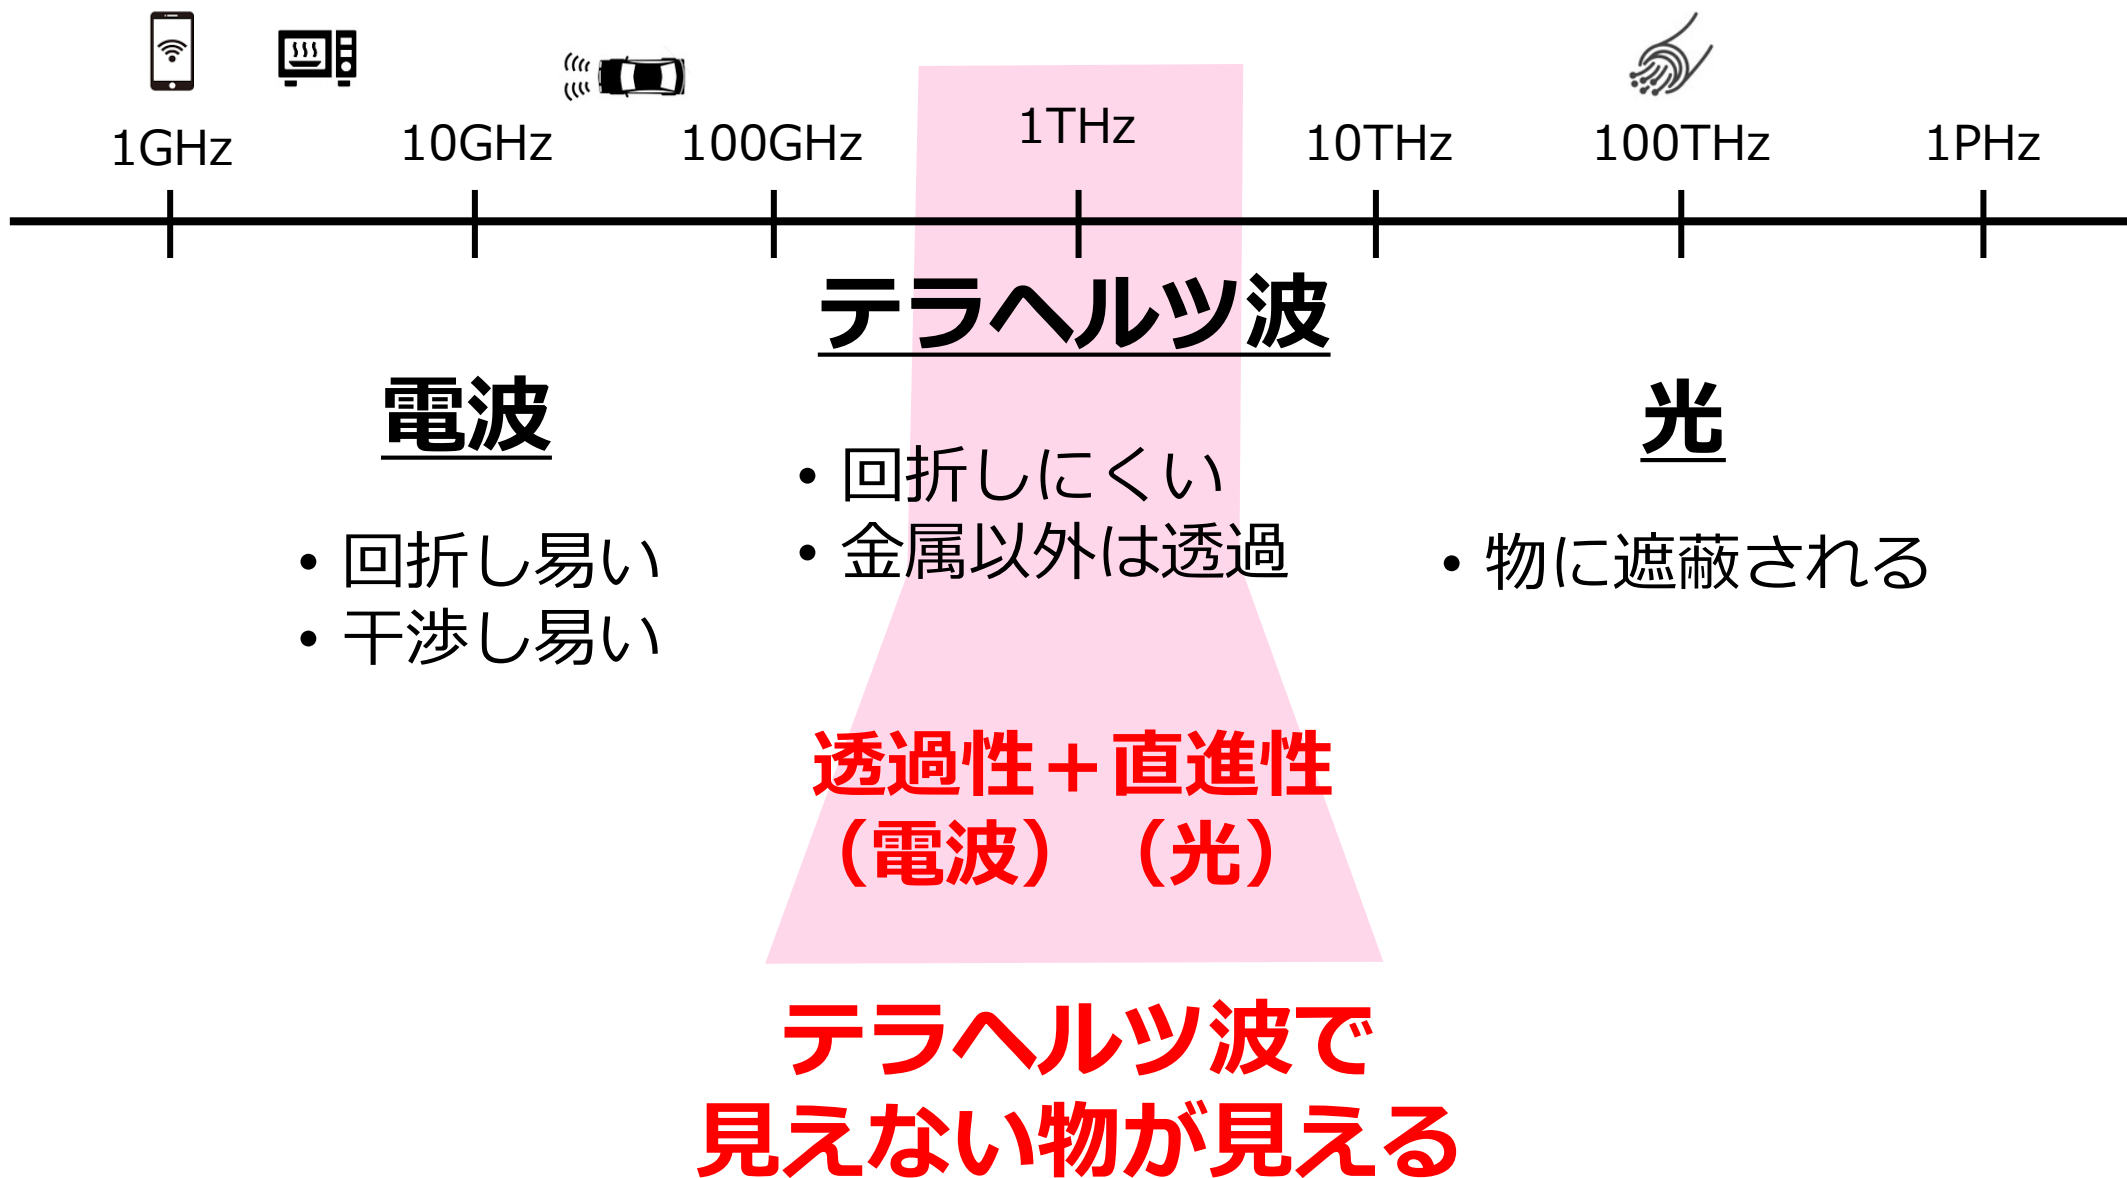 1GHz
10GHz
100GHz
1THz
10THz
100THz
1PHz
テラヘルツ波
電波
光
• 回折しにくい
• 金属以外は透過
• 回折し易い
• 干渉し易い
• 物に遮蔽される
透過性＋直進性
（電波）（光）
テラヘルツ波で
見えない物が見える